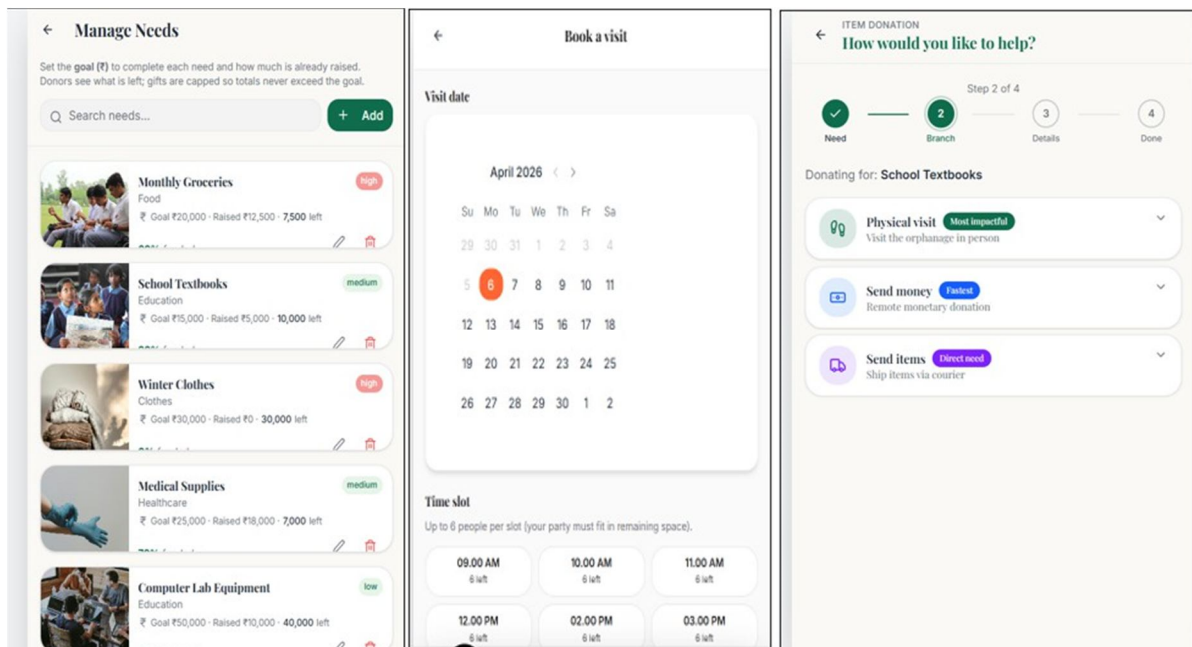 Manage Needs
Set the goal (₹) to complete each need and how much is already raised.
Donors see what is left; gifts are capped so totals never exceed the goal.
Search needs...
+ Add
Monthly Groceries
high
Food
₹ Goal ₹20,000 · Raised ₹12,500 · 7,500 left
School Textbooks
medium
Education
₹ Goal ₹15,000 · Raised ₹5,000 · 10,000 left
Winter Clothes
high
Clothes
₹ Goal ₹30,000 · Raised ₹0 · 30,000 left
Medical Supplies
medium
Healthcare
₹ Goal ₹25,000 · Raised ₹18,000 · 7,000 left
Computer Lab Equipment
low
Education
₹ Goal ₹50,000 · Raised ₹10,000 · 40,000 left
Book a visit
Visit date
April 2026
Su Mo Tu We Th Fr Sa
29 30 31 1 2 3 4
5 6 7 8 9 10 11
12 13 14 15 16 17 18
19 20 21 22 23 24 25
26 27 28 29 30 1 2
Time slot
Up to 6 people per slot (your party must fit in remaining space).
09.00 AM 10.00 AM 11.00 AM
6 left 6 left 6 left
12.00 PM 02.00 PM 03.00 PM
6 left 6 left 6 left
ITEM DONATION
How would you like to help?
Step 2 of 4
2 3 4
Need Branch Details Done
Donating for: School Textbooks
Physical visit Most impactful
Visit the orphanage in person
Send money Fastest
Remote monetary donation
Send items Direct need
Ship items via courier